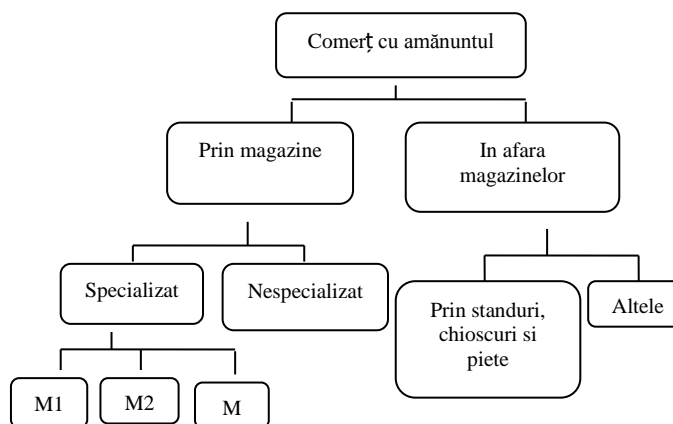 Comerț cu amănuntul
Prin magazine
In afara
magazinelor
Specializat
Nespecializat
Prin standuri,
chioscuri si
piete
Altele
M1
M2
M